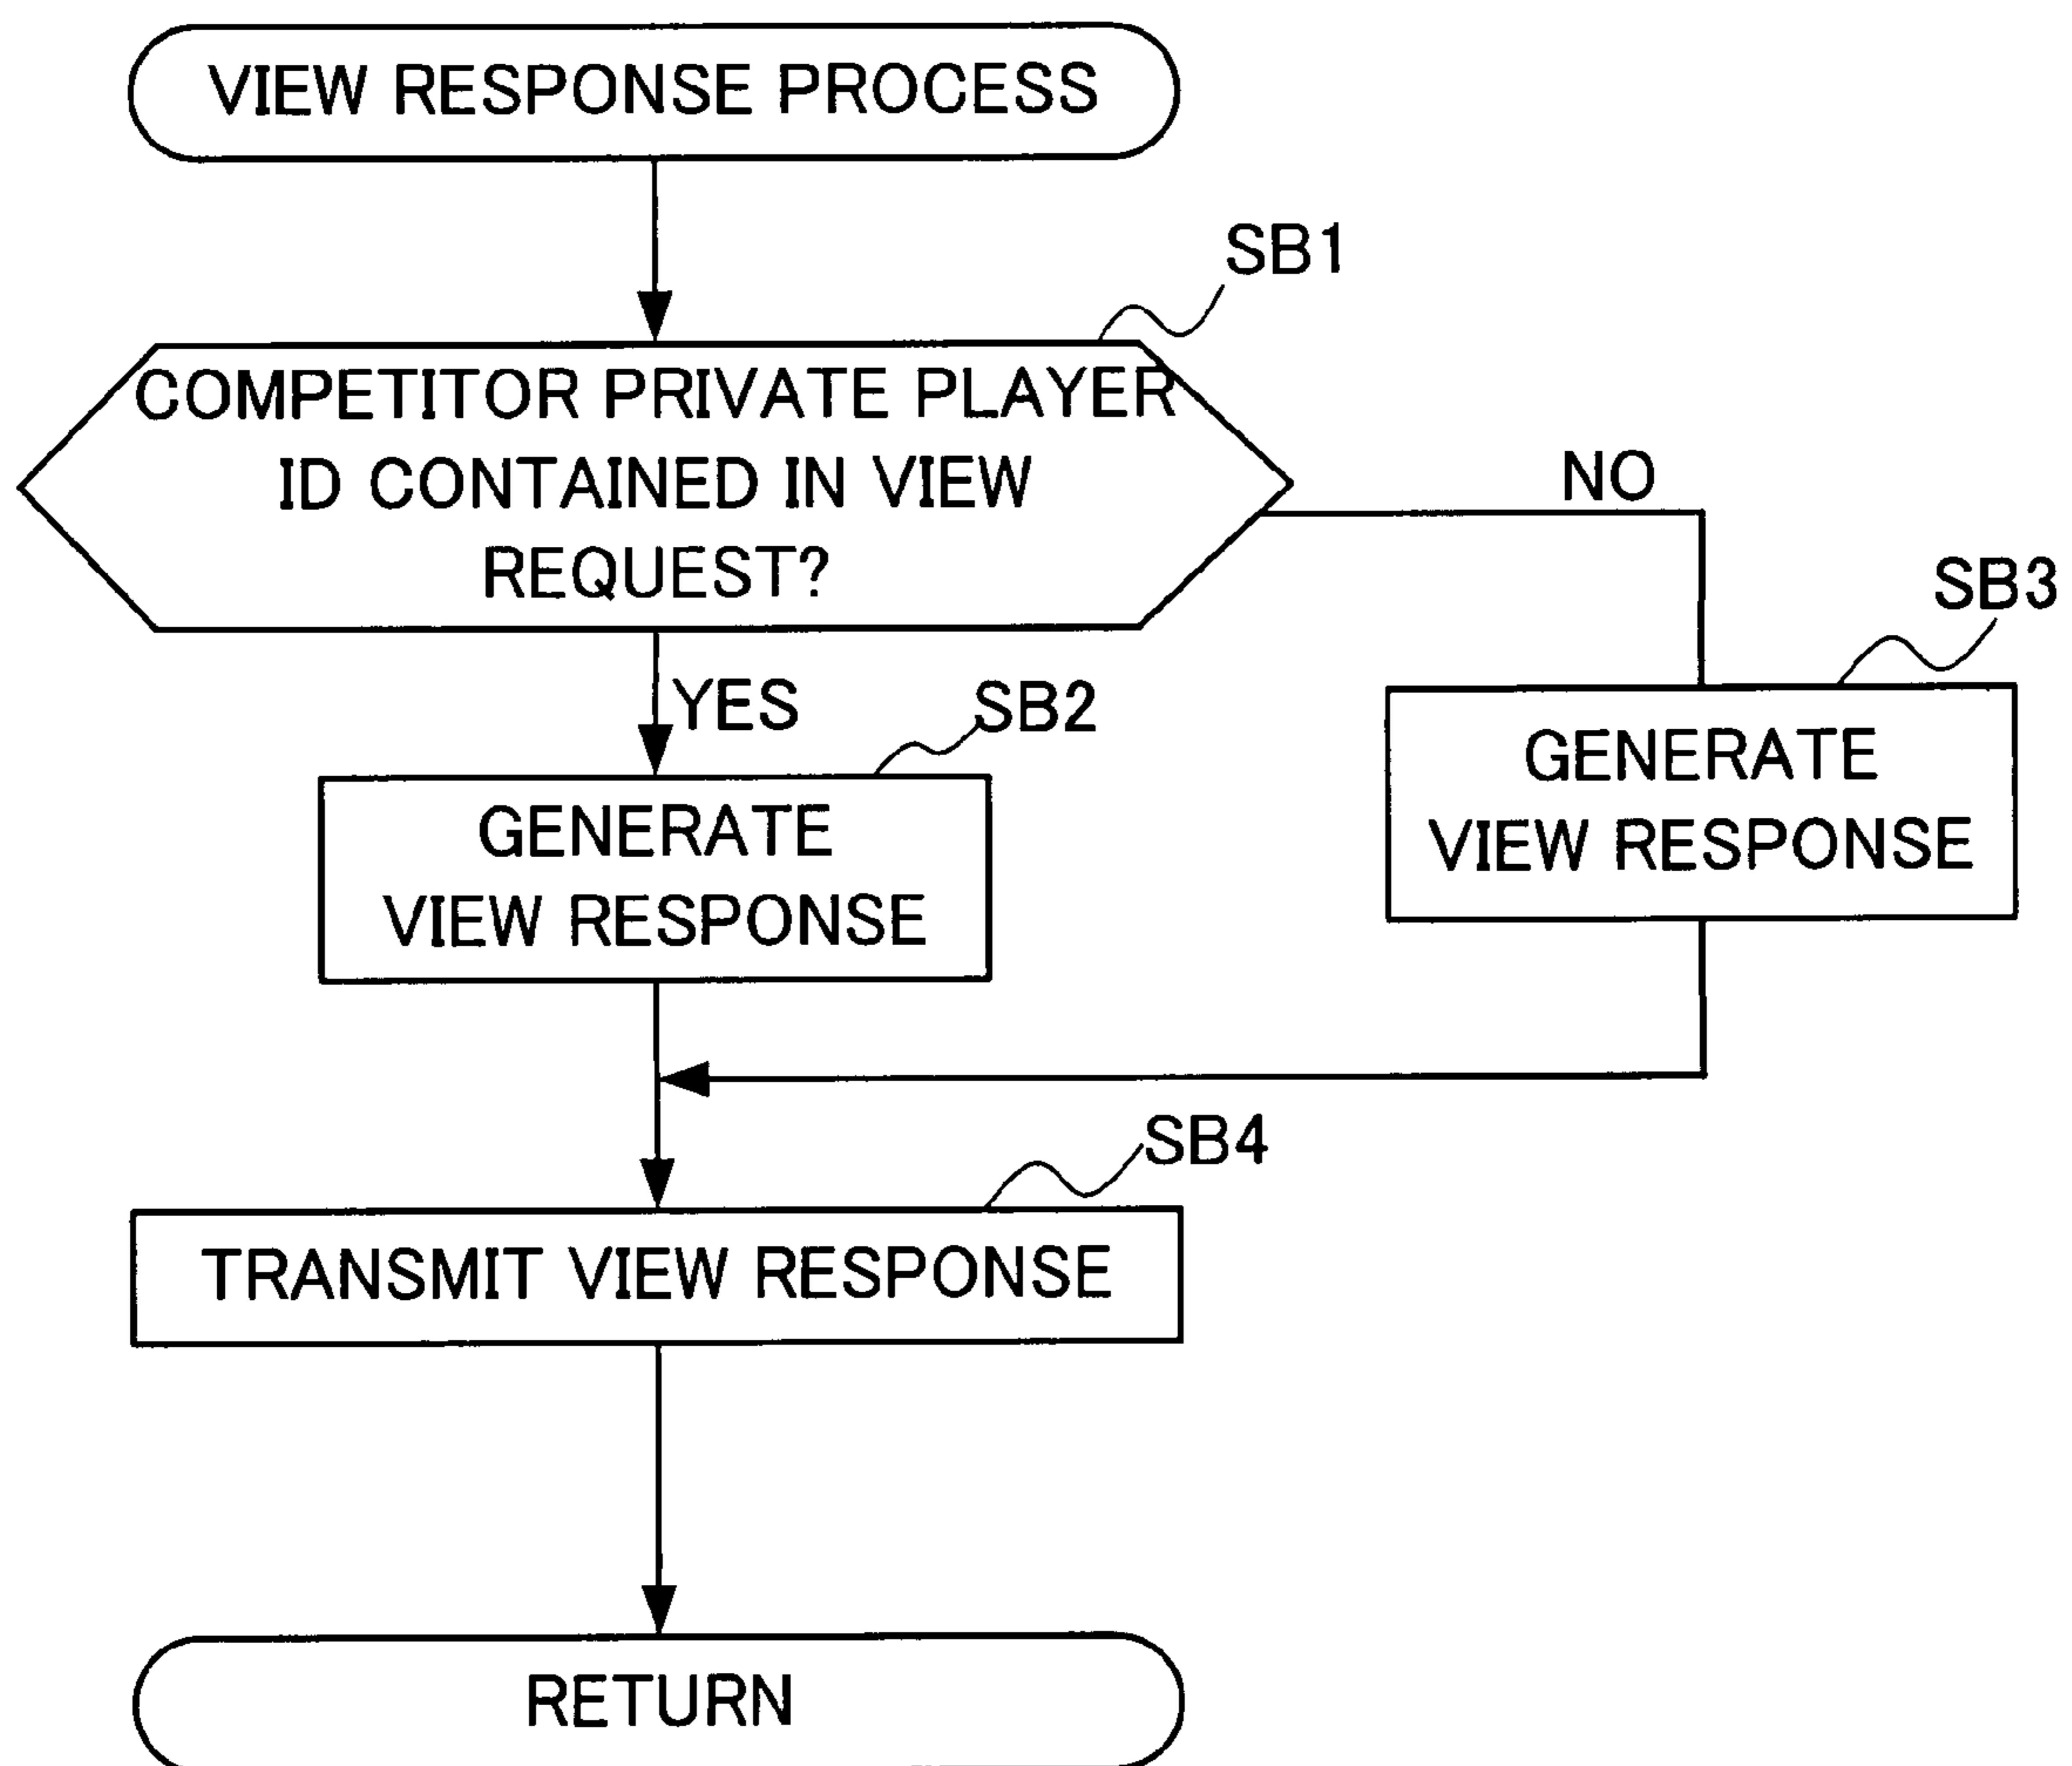 VIEW RESPONSE PROCESS
SB1
COMPETITOR PRIVATE PLAYER
ID CONTAINED IN VIEW
REQUEST?
NO
SB3
YES
SB2
GENERATE
VIEW RESPONSE
GENERATE
VIEW RESPONSE
SB4
TRANSMIT VIEW RESPONSE
RETURN